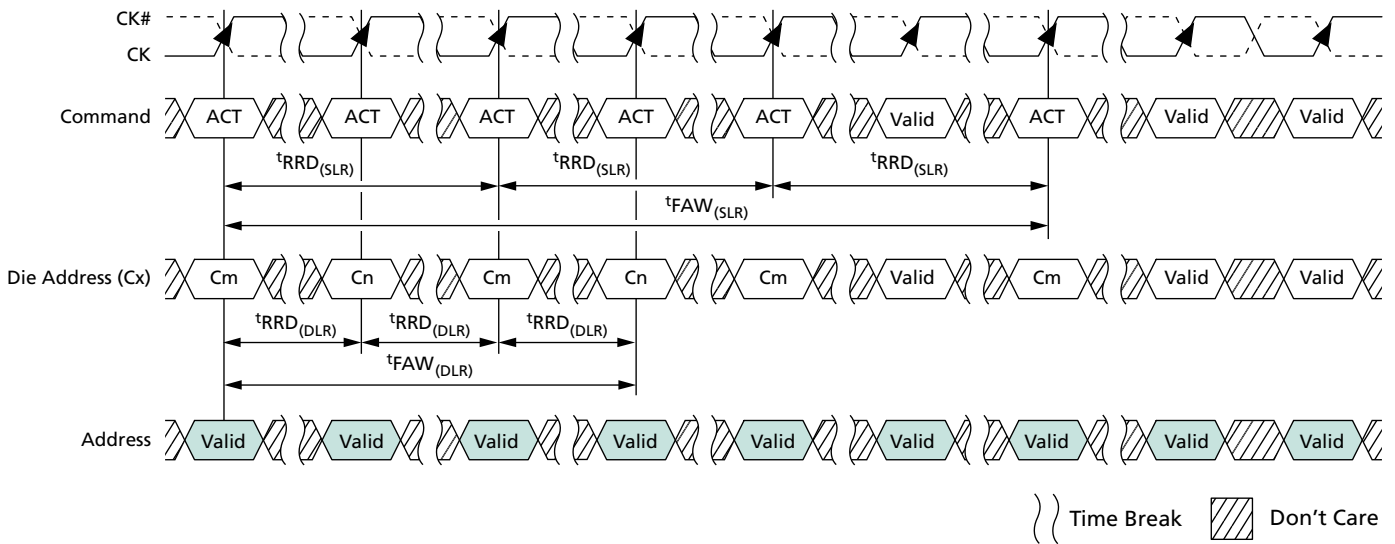 CK#
CK
Command ACT ACT ACT ACT ACT Valid ACT Valid Valid
tRRD(SLR) tRRD(SLR) tRRD(SLR)
tFAW(SLR)
Die Address (Cx) Cm Cn Cm Cn Cm Valid Cm Valid Valid
tRRD(DLR) tRRD(DLR) tRRD(DLR)
tFAW(DLR)
Address Valid Valid Valid Valid Valid Valid Valid Valid Valid
Time Break Don't Care